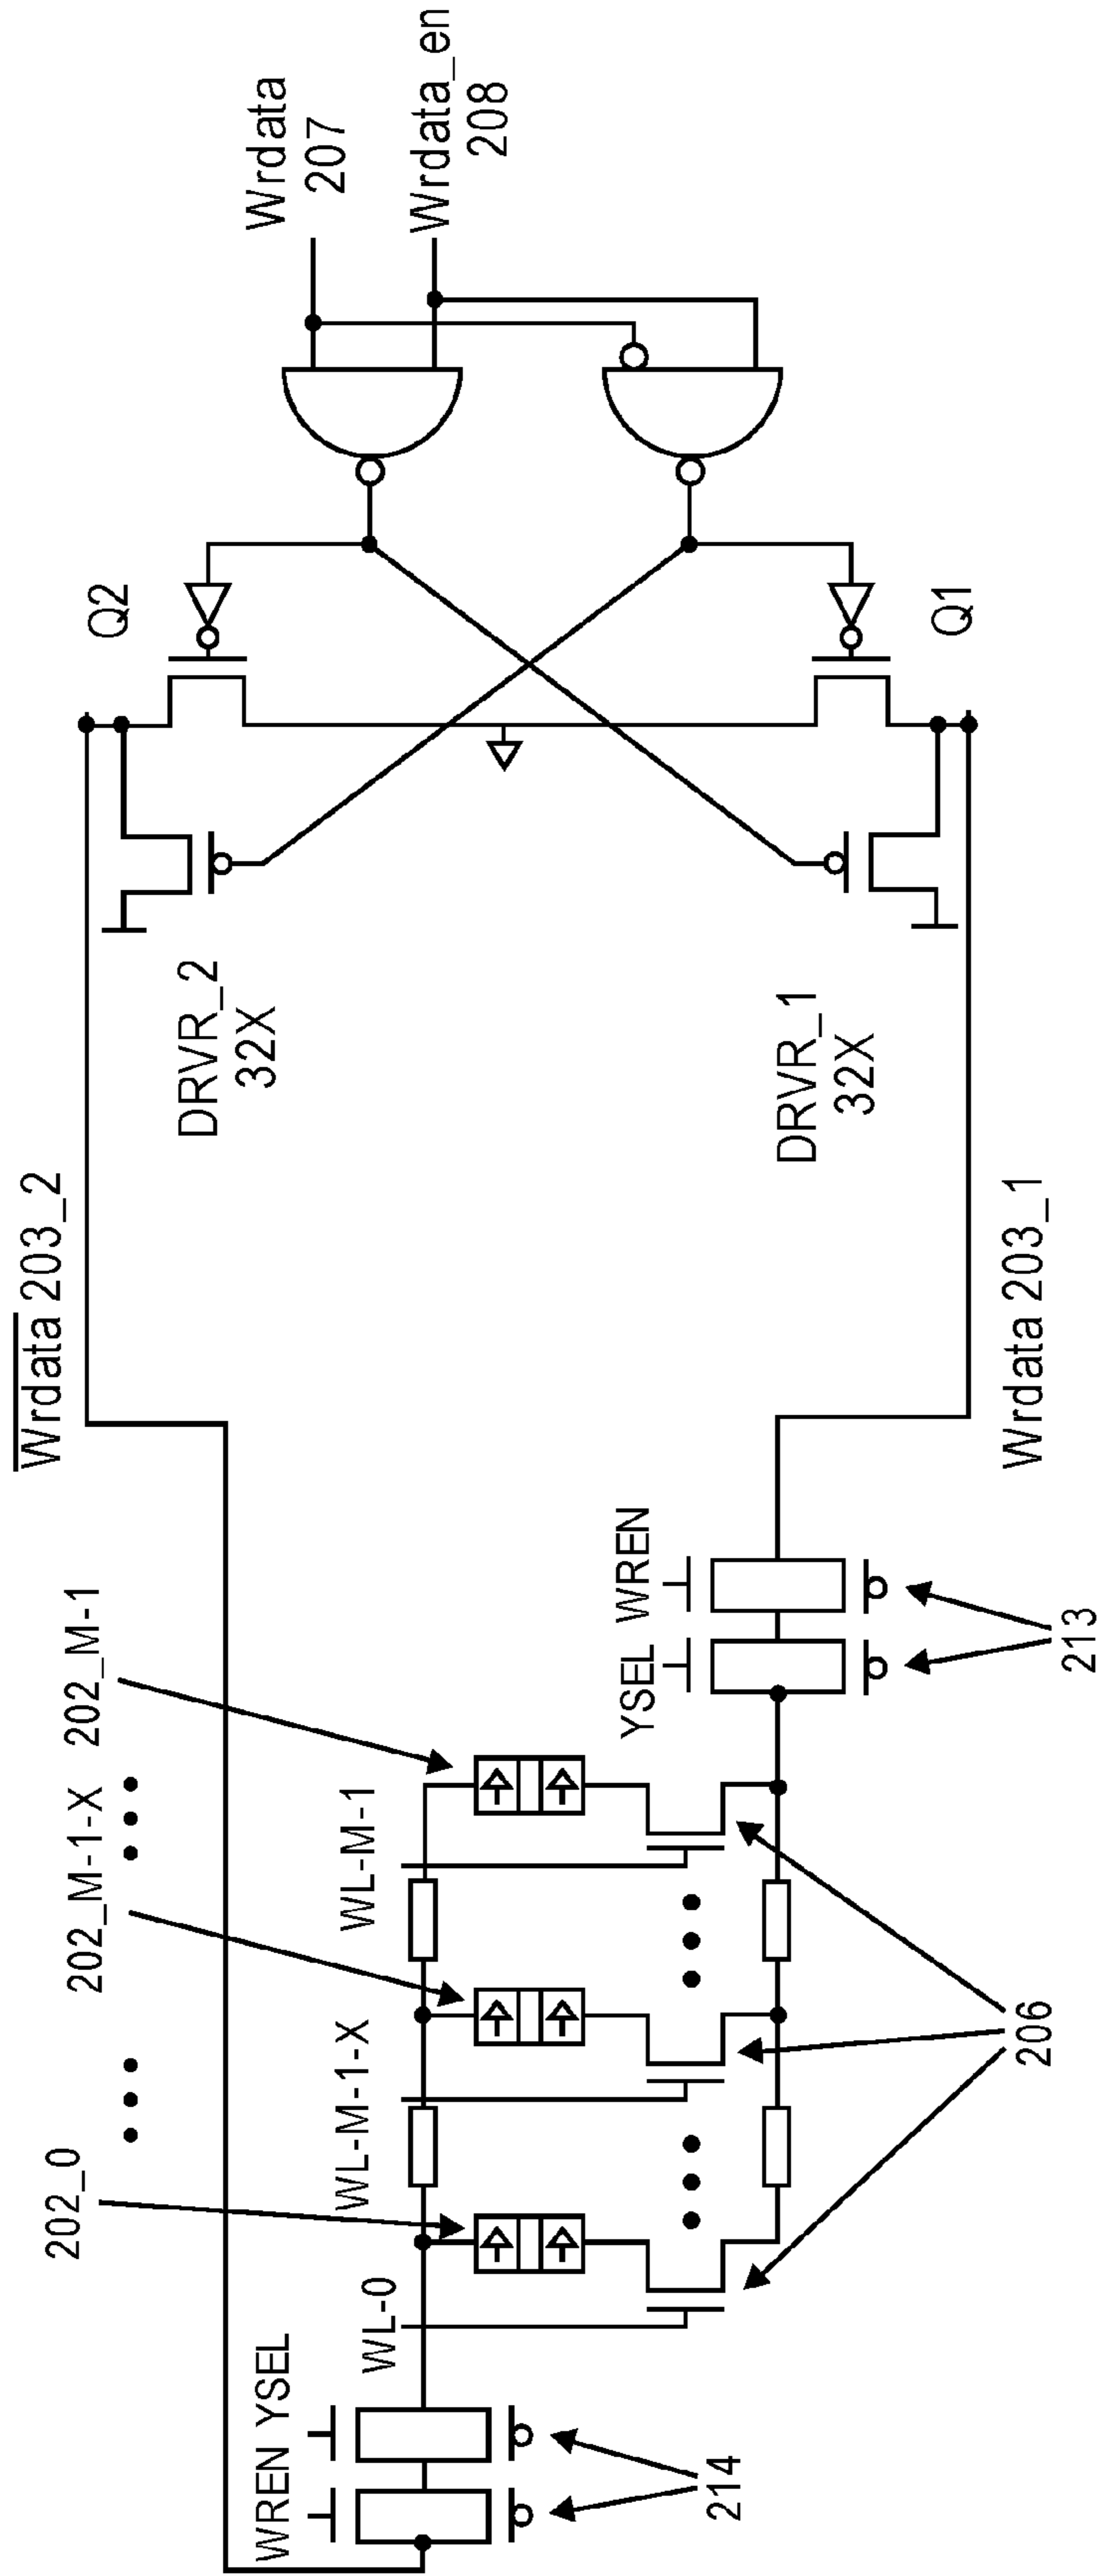 Wrdata
207
Wrdata_en
208
Q2
Q1
DRVR_2
32X
DRVR_1
32X
Wrdata 203_2
Wrdata 203_1
202_0
202_M-1-X
202_M-1
WREN YSEL
WL-0
WL-M-1-X
WL-M-1
YSEL WREN
214
206
213